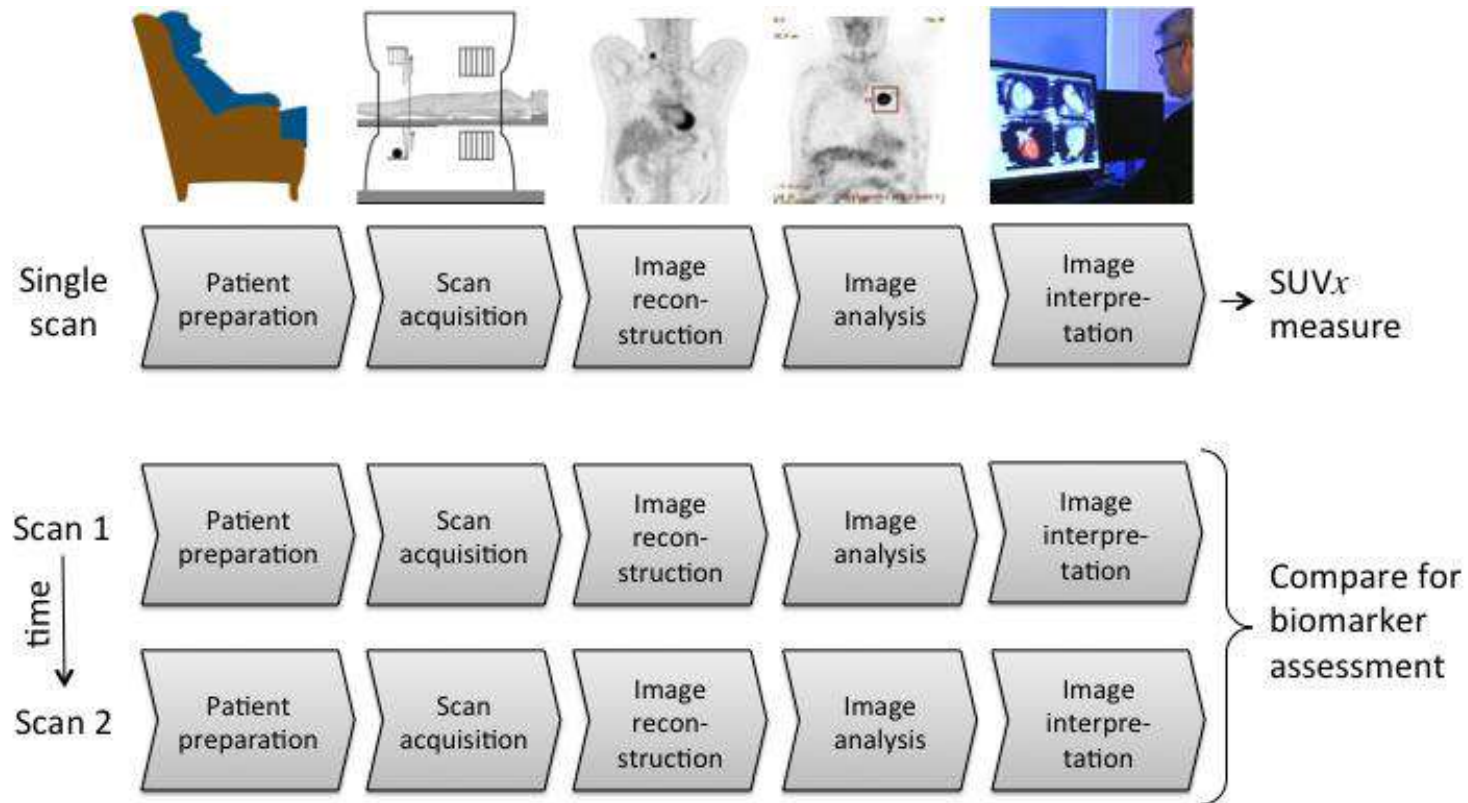 Single
scan
Patient
preparation
Scan
acquisition
Image
recon-
struction
Image
analysis
Image
interpre-
tation
SUVx
measure
Scan 1
Patient
preparation
Scan
acquisition
Image
recon-
struction
Image
analysis
Image
interpre-
tation
time
Scan 2
Patient
preparation
Scan
acquisition
Image
recon-
struction
Image
analysis
Image
interpre-
tation
Compare for
biomarker
assessment